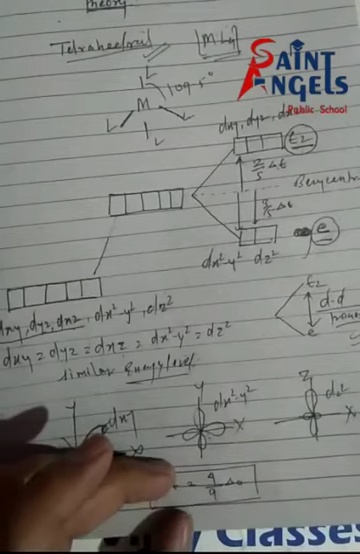 Theory
Tetrahedral [ML4]
SAINT
ANGELS
Public School
L
109.5°
M
L L
L
dxy, dyz, dxz
t2
2/5 Δt
Barycentre
3/5 Δt
e
dx²-y² dz²
dxy, dyz, dxz, dx²-y², dz²
t2
d-d
e
dxy = dyz = dxz = dx²-y² = dz²
Similar Energy level
Y Y Z
dx²-y² dz²
X X X
= 4/9 Δo
Classes